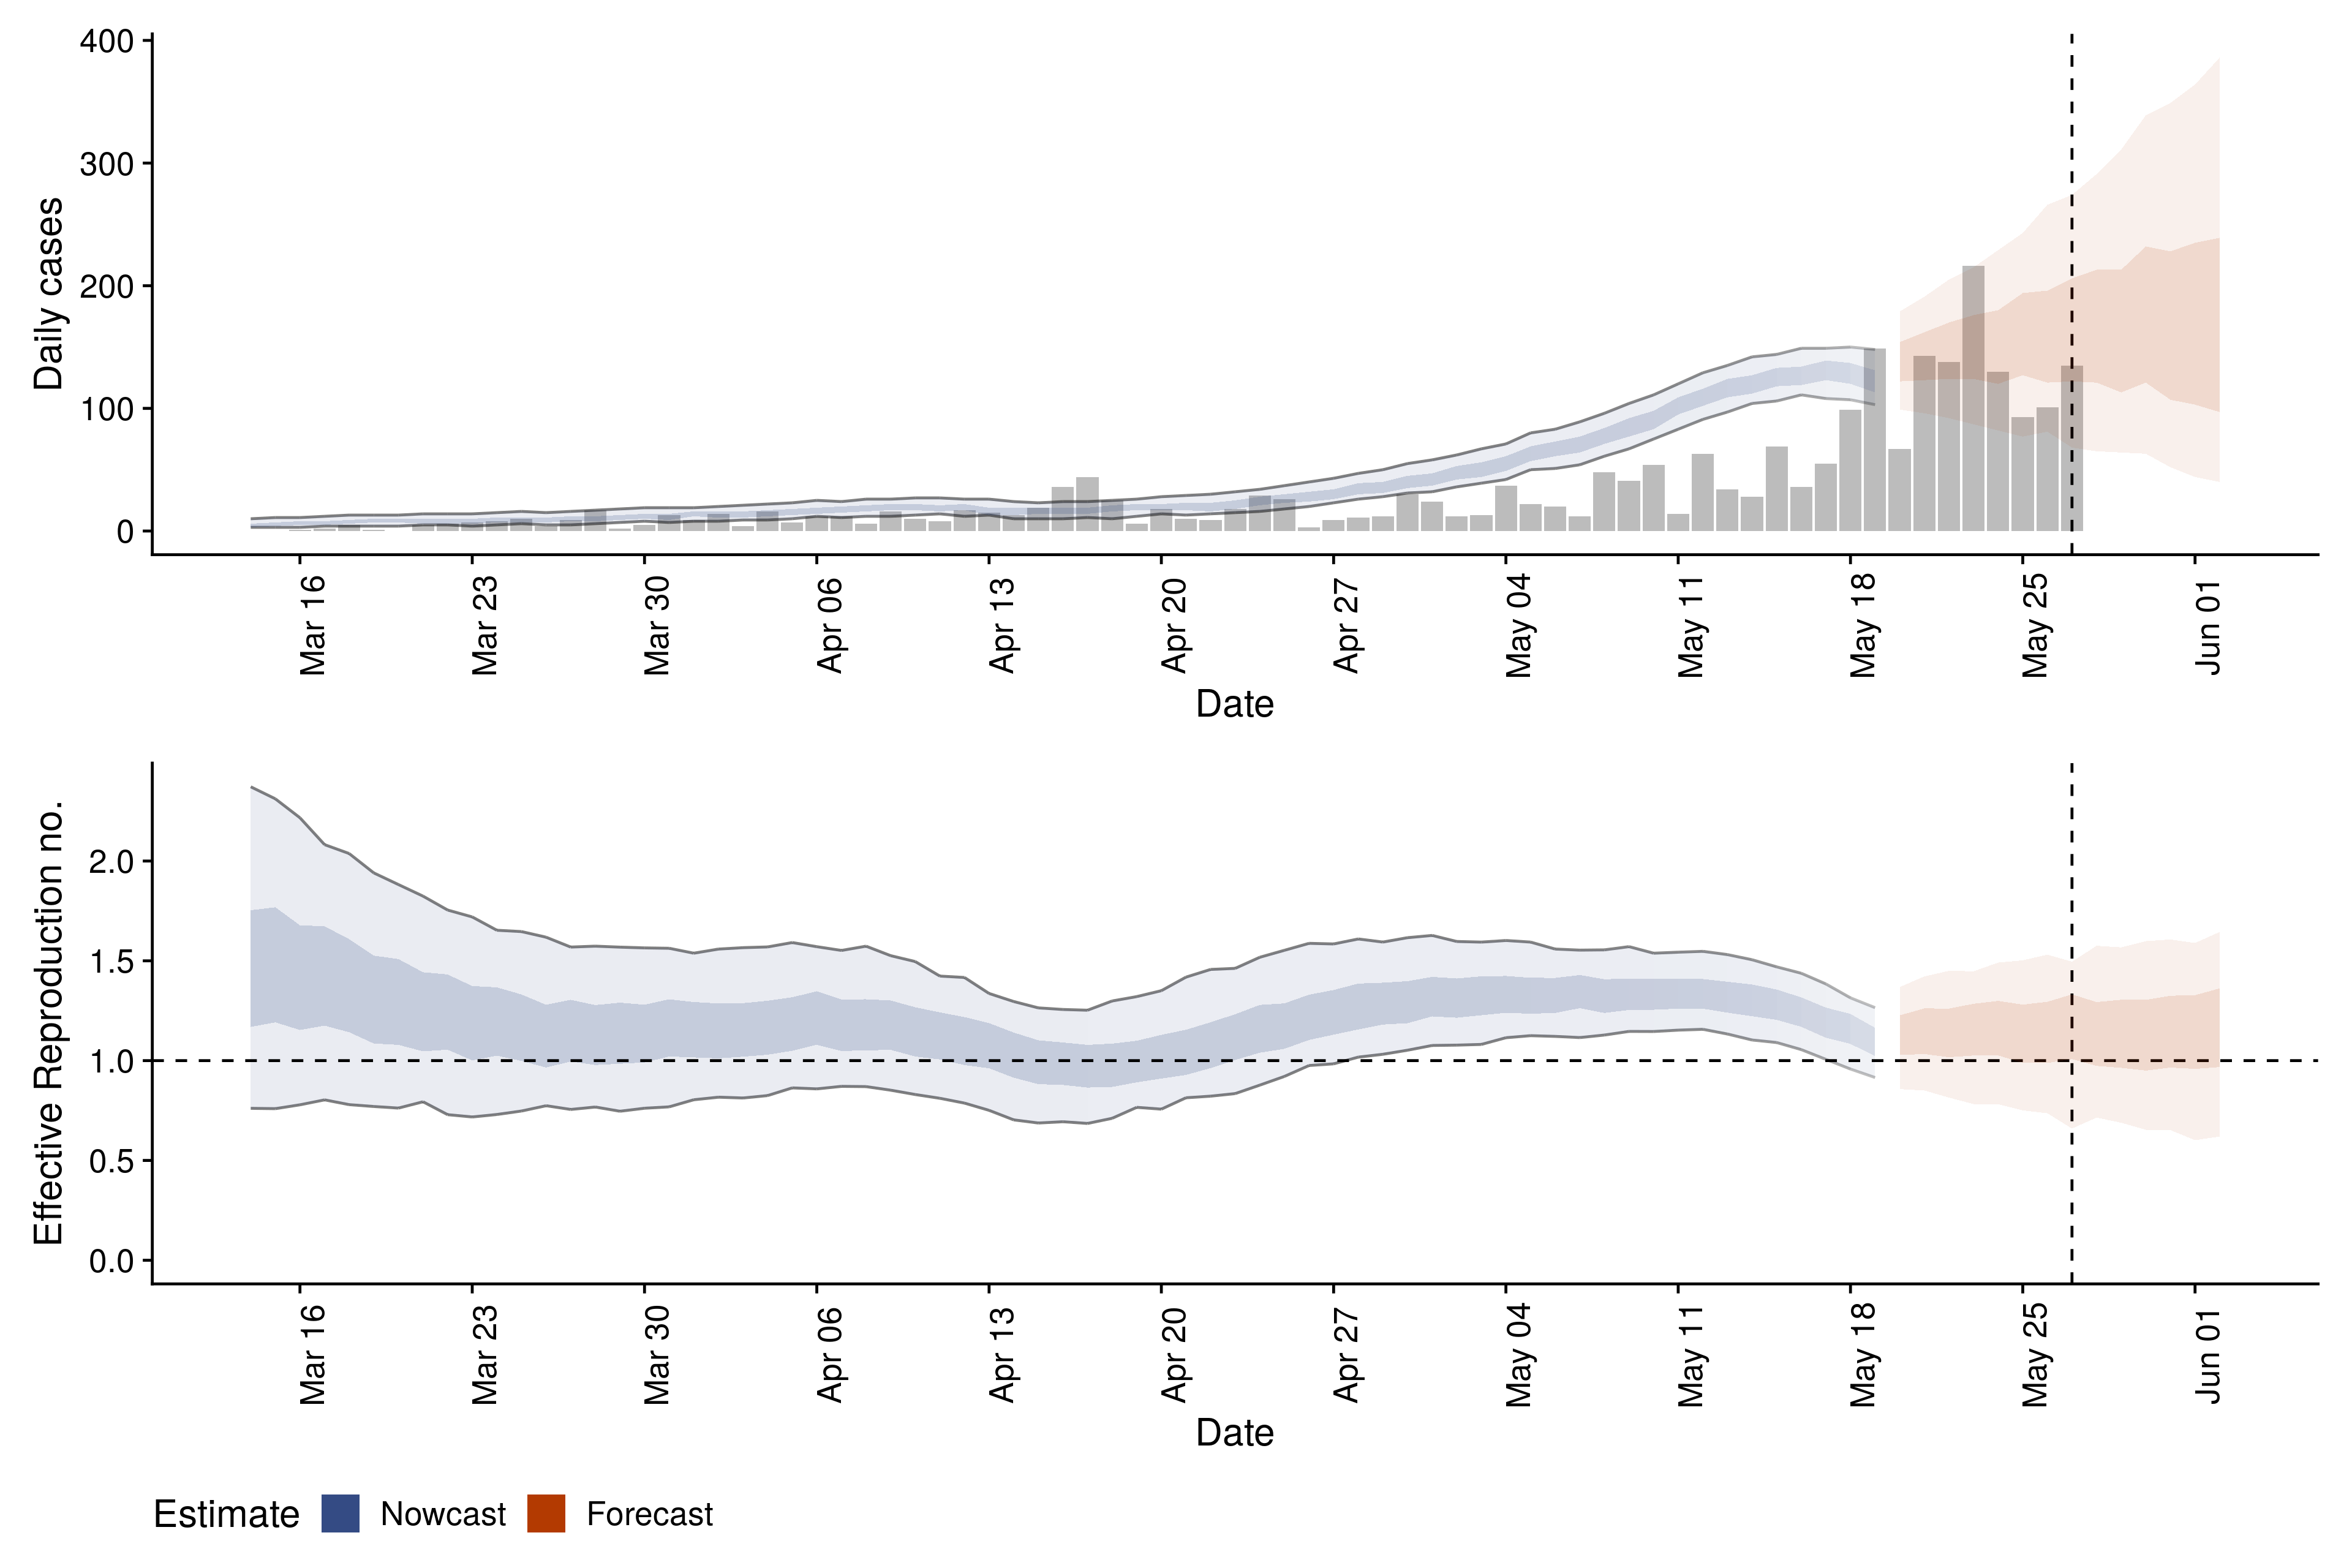 400
300
200
100
0
Daily cases
Mar 16
Mar 23
Mar 30
Apr 06
Apr 13
Apr 20
Apr 27
May 04
May 11
May 18
May 25
Jun 01
Date
2.0
1.5
1.0
0.5
0.0
Effective Reproduction no.
Mar 16
Mar 23
Mar 30
Apr 06
Apr 13
Apr 20
Apr 27
May 04
May 11
May 18
May 25
Jun 01
Date
Estimate Nowcast Forecast